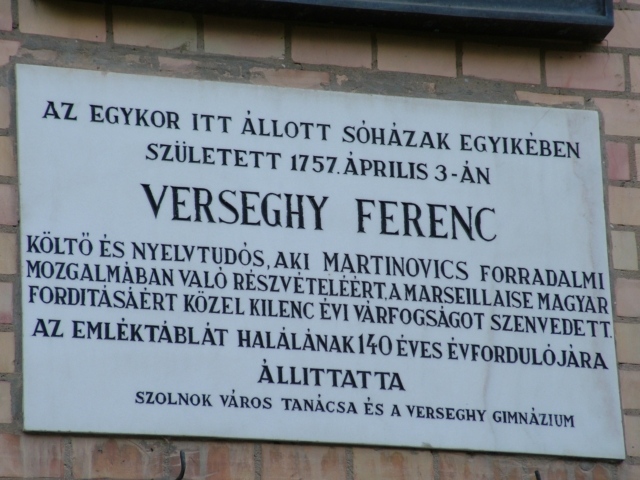 AZ EGYKOR ITT ÁLLOTT SÓHÁZAK EGYIKÉBEN
SZÜLETETT 1757. ÁPRILIS 3-ÁN
VERSEGHY FERENC
KÖLTŐ ÉS NYELVTUDÓS, AKI MARTINOVICS FORRADALMI
MOZGALMÁBAN VALÓ RÉSZVÉTELÉÉRT, A MARSEILLAISE MAGYAR
FORDITÁSÁÉRT KÖZEL KILENC ÉVI VÁRFOGSÁGOT SZENVEDETT.
AZ EMLÉKTÁBLÁT HALÁLÁNAK 140 ÉVES ÉVFORDULÓJÁRA
ÁLLITTATTA
SZOLNOK VÁROS TANÁCSA ÉS A VERSEGHY GIMNÁZIUM